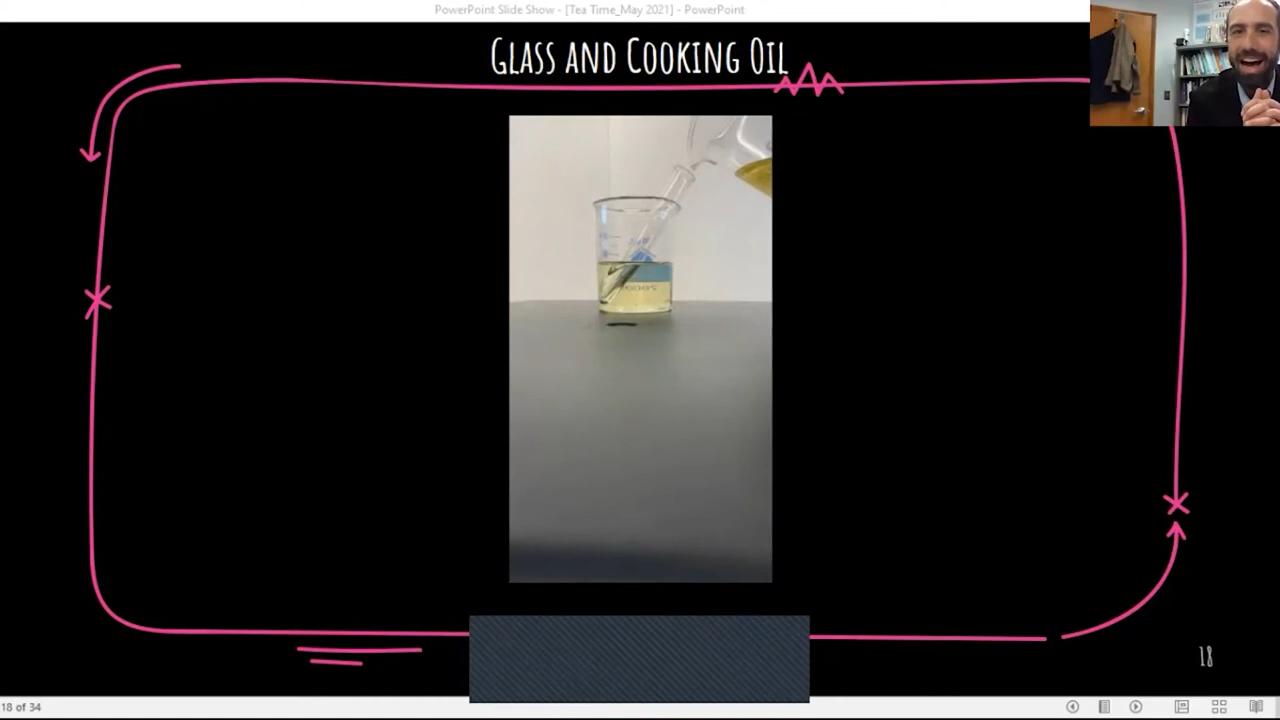 PowerPoint Slide Show - [Tea Time_May 2021] - PowerPoint
GLASS AND COOKING OIL
18
18 of 34